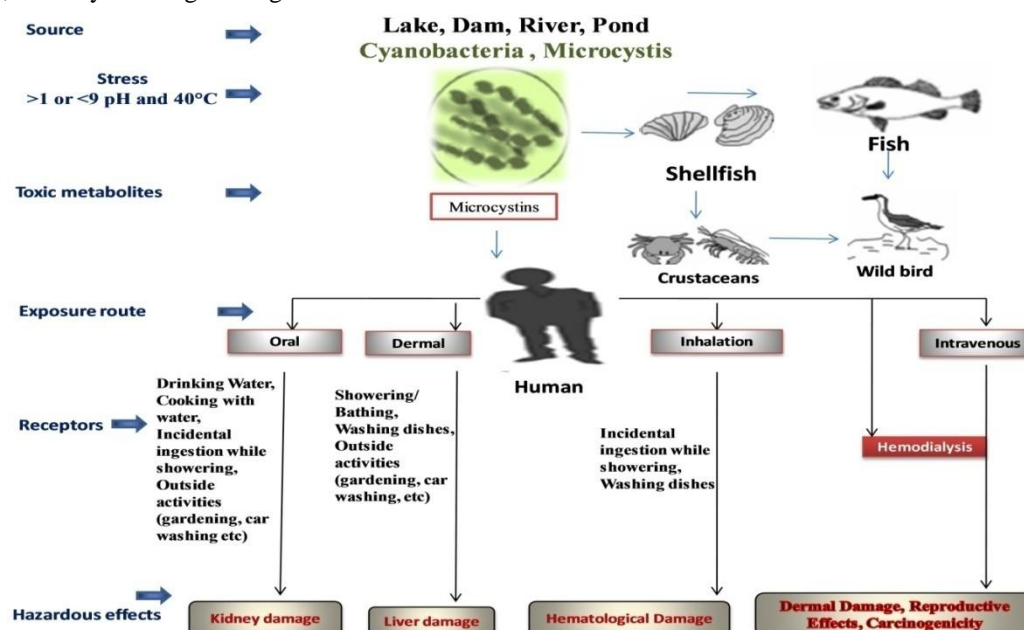 Source
Lake, Dam, River, Pond
Cyanobacteria , Microcystis
Stress
>1 or <9 pH and 40°C
Fish
Shellfish
Toxic metabolites
Microcystins
Crustaceans
Wild bird
Exposure route
Oral
Dermal
Inhalation
Intravenous
Human
Receptors
Drinking Water,
Cooking with
water,
Incidental
ingestion while
showering,
Outside
activities
(gardening, car
washing etc)
Showering/
Bathing,
Washing dishes,
Outside
activities
(gardening, car
washing, etc)
Incidental
ingestion while
showering,
Washing dishes
Hemodialysis
Hazardous effects
Kidney damage
Liver damage
Hematological Damage
Dermal Damage, Reproductive
Effects, Carcinogenicity